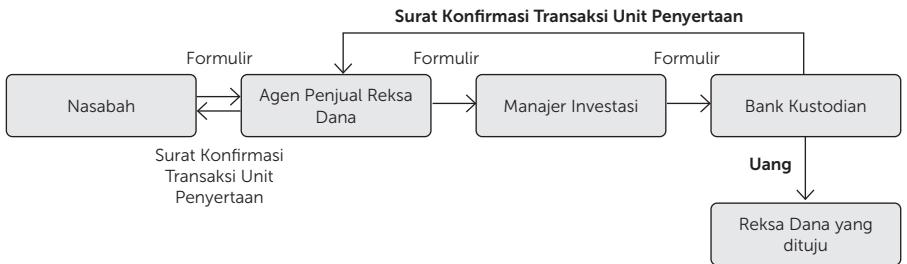 Surat Konfirmasi Transaksi Unit Penyertaan
Formulir
Formulir
Formulir
Nasabah
Agen Penjual Reksa
Dana
Manajer Investasi
Bank Kustodian
Surat Konfirmasi
Transaksi Unit
Penyertaan
Uang
Reksa Dana yang
dituju